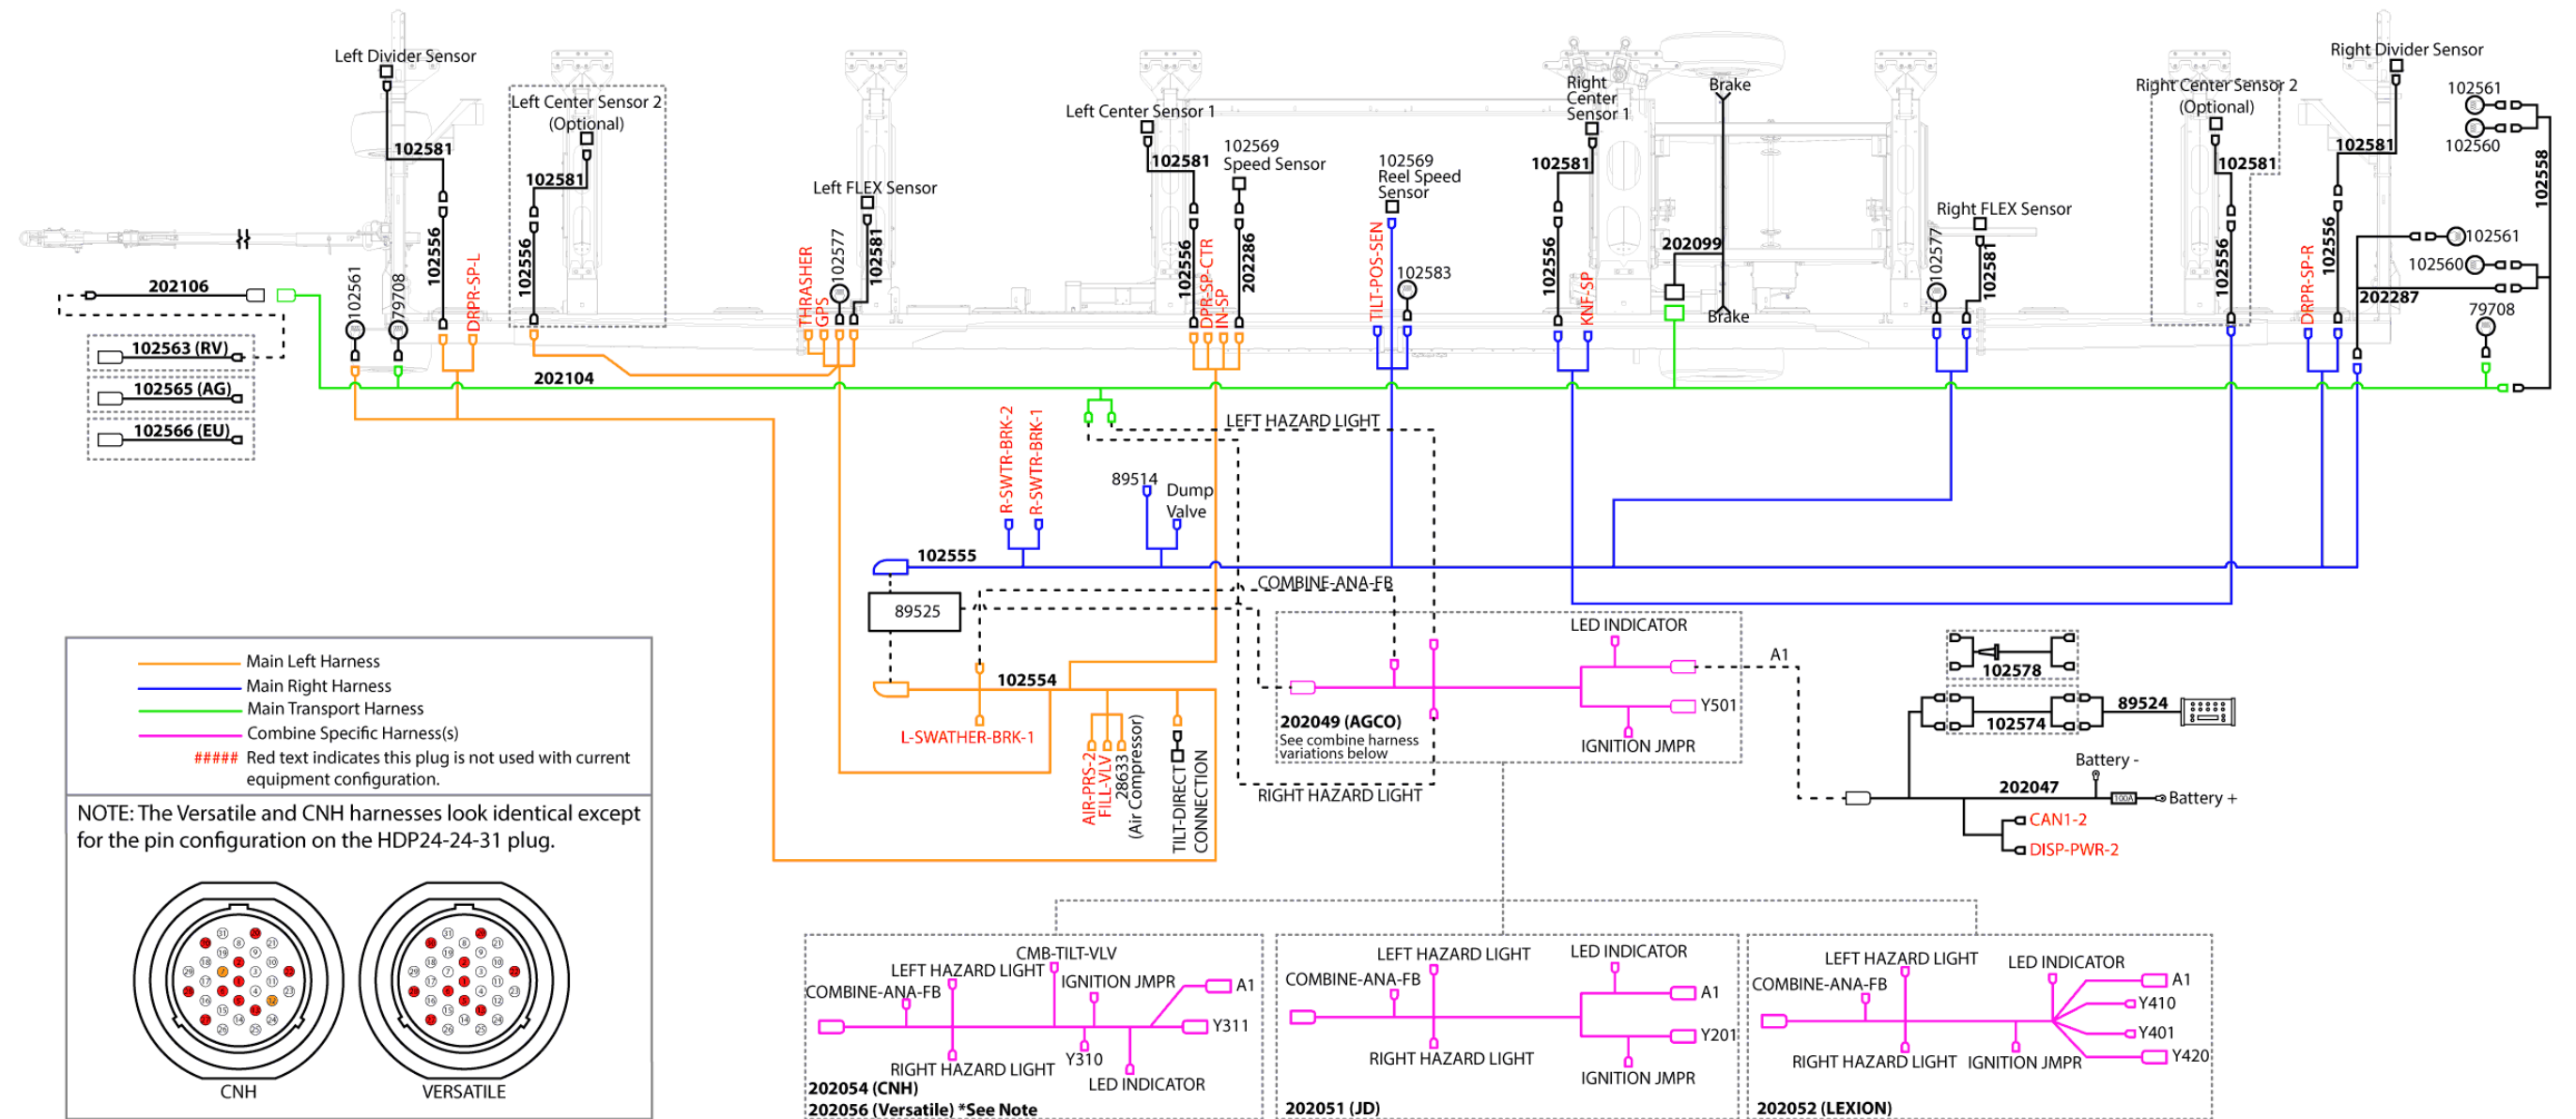 Left Divider Sensor
102581
102556
DRPR-SP-L
Left Center Sensor 2
(Optional)
102581
102556
Left FLEX Sensor
THRASHER
GPS
102577
102581
Left Center Sensor 1
102581
102556
DPR-SP-CTR
IN-SP
102569
Speed Sensor
202286
102569
Reel Speed
Sensor
TILT-POS-SEN
102583
Right
Center
Sensor 1
102581
102556
KNF-SP
Brake
202099
Brake
Right FLEX Sensor
102577
102581
Right Center Sensor 2
(Optional)
102581
102556
Right Divider Sensor
102581
102556
DRPR-SP-R
102561
102560
102558
102561
102560
202287
79708
202106
102561
79708
102563 (RV)
102565 (AG)
102566 (EU)
202104
LEFT HAZARD LIGHT
R-SWTR-BRK-2
R-SWTR-BRK-1
89514
Dump
Valve
102555
COMBINE-ANA-FB
89525
102554
L-SWATHER-BRK-1
AIR-PRS-2
FILL-VLV
28633
(Air Compressor)
TILT-DIRECT
CONNECTION
RIGHT HAZARD LIGHT
LED INDICATOR
Y501
IGNITION JMPR
202049 (AGCO)
See combine harness
variations below
A1
102578
102574
89524
Battery -
202047
100A
Battery +
CAN1-2
DISP-PWR-2
Main Left Harness
Main Right Harness
Main Transport Harness
Combine Specific Harness(s)
##### Red text indicates this plug is not used with current
equipment configuration.
NOTE: The Versatile and CNH harnesses look identical except
for the pin configuration on the HDP24-24-31 plug.
CNH
VERSATILE
CMB-TILT-VLV
LEFT HAZARD LIGHT
IGNITION JMPR
COMBINE-ANA-FB
A1
Y311
Y310
RIGHT HAZARD LIGHT
LED INDICATOR
202054 (CNH)
202056 (Versatile) *See Note
LEFT HAZARD LIGHT
LED INDICATOR
COMBINE-ANA-FB
A1
Y201
RIGHT HAZARD LIGHT
IGNITION JMPR
202051 (JD)
LEFT HAZARD LIGHT
LED INDICATOR
COMBINE-ANA-FB
A1
Y410
Y401
Y420
RIGHT HAZARD LIGHT
IGNITION JMPR
202052 (LEXION)